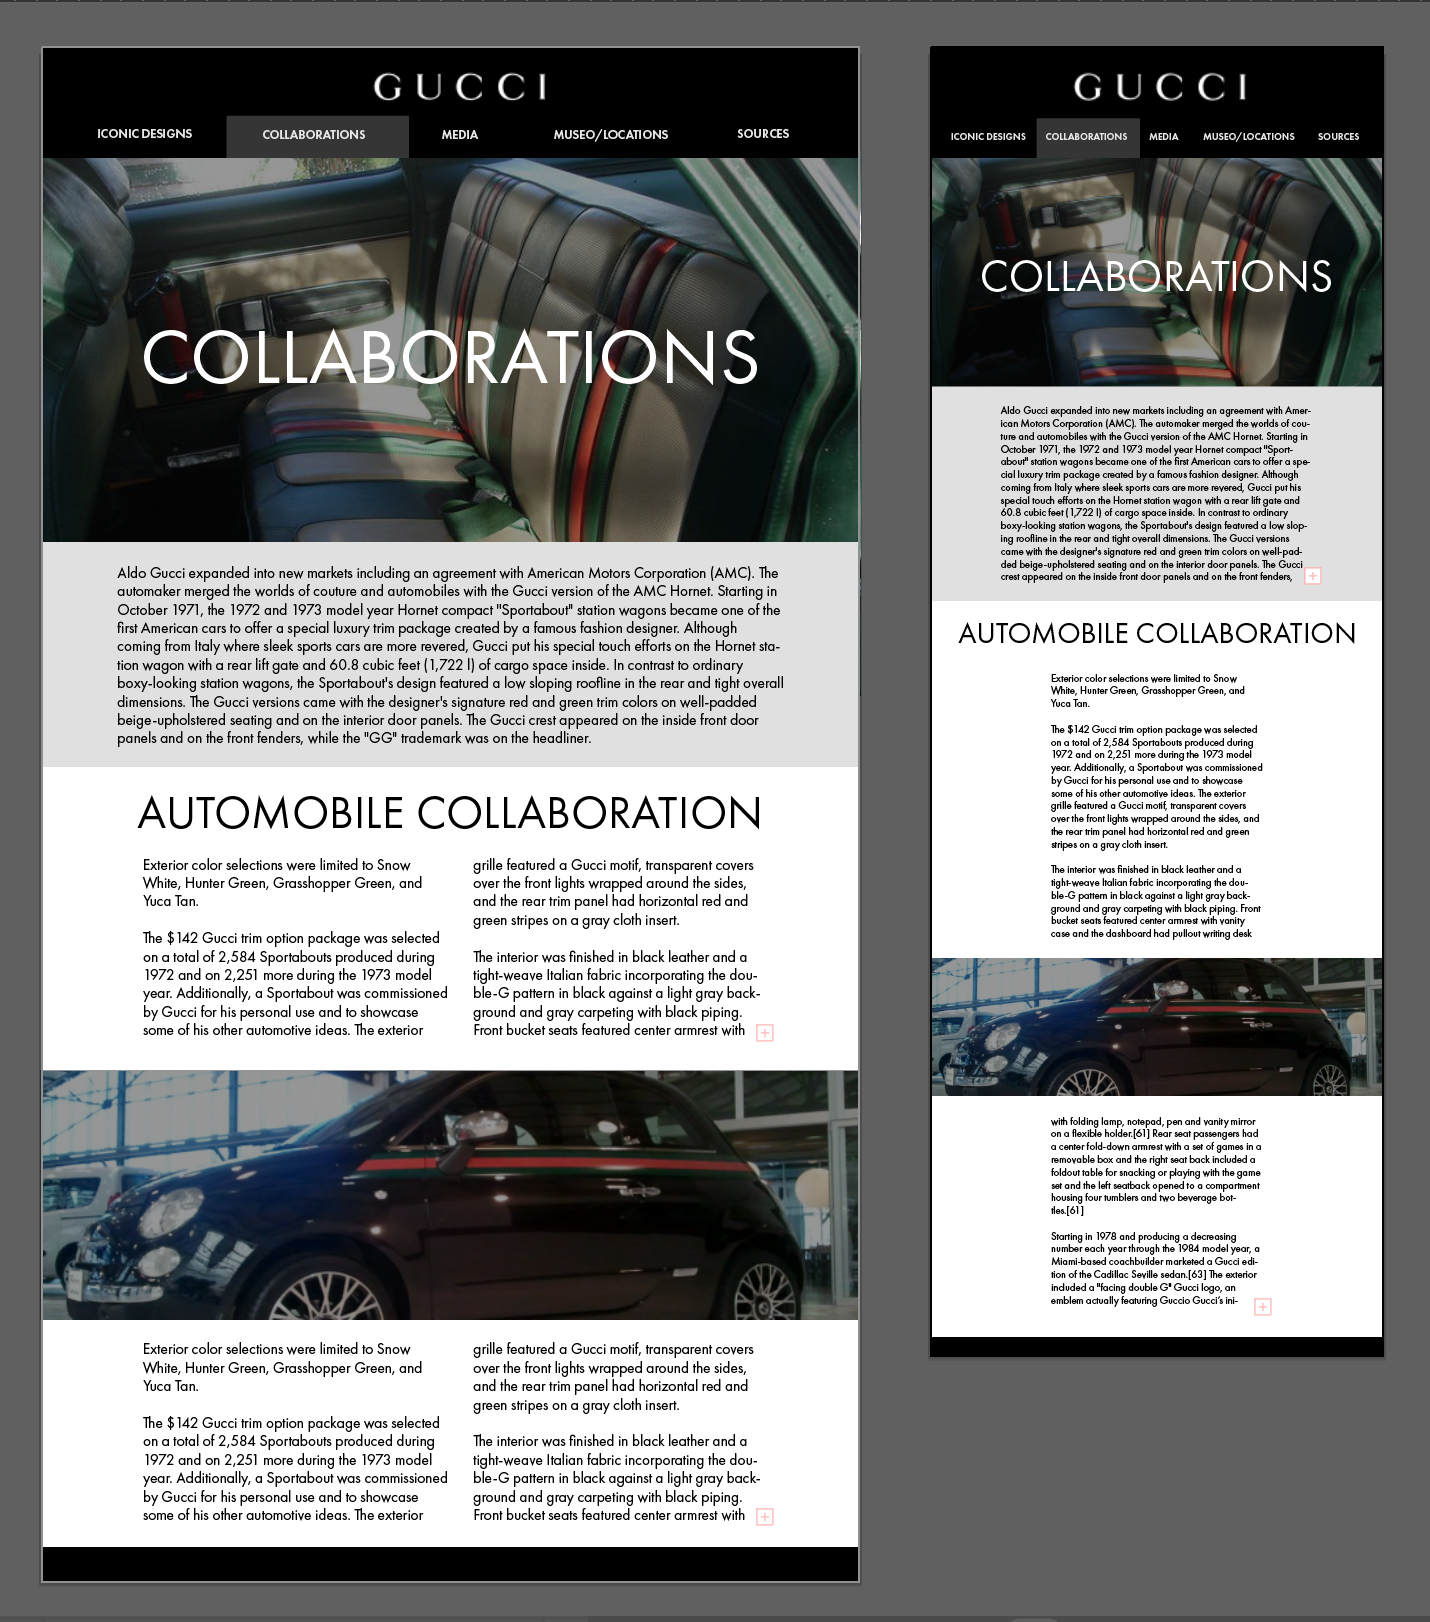 GUCCI
ICONIC DESIGNS COLLABORATIONS MEDIA MUSEO/LOCATIONS SOURCES
COLLABORATIONS
Aldo Gucci expanded into new markets including an agreement with American Motors Corporation (AMC). The
automaker merged the worlds of couture and automobiles with the Gucci version of the AMC Hornet. Starting in
October 1971, the 1972 and 1973 model year Hornet compact "Sportabout" station wagons became one of the
first American cars to offer a special luxury trim package created by a famous fashion designer. Although
coming from Italy where sleek sports cars are more revered, Gucci put his special touch efforts on the Hornet sta-
tion wagon with a rear lift gate and 60.8 cubic feet (1,722 l) of cargo space inside. In contrast to ordinary
boxy-looking station wagons, the Sportabout's design featured a low sloping roofline in the rear and tight overall
dimensions. The Gucci versions came with the designer's signature red and green trim colors on well-padded
beige-upholstered seating and on the interior door panels. The Gucci crest appeared on the inside front door
panels and on the front fenders, while the "GG" trademark was on the headliner.
AUTOMOBILE COLLABORATION
Exterior color selections were limited to Snow
White, Hunter Green, Grasshopper Green, and
Yuca Tan.
The $142 Gucci trim option package was selected
on a total of 2,584 Sportabouts produced during
1972 and on 2,251 more during the 1973 model
year. Additionally, a Sportabout was commissioned
by Gucci for his personal use and to showcase
some of his other automotive ideas. The exterior
grille featured a Gucci motif, transparent covers
over the front lights wrapped around the sides,
and the rear trim panel had horizontal red and
green stripes on a gray cloth insert.
The interior was finished in black leather and a
tight-weave Italian fabric incorporating the dou-
ble-G pattern in black against a light gray back-
ground and gray carpeting with black piping.
Front bucket seats featured center armrest with
Exterior color selections were limited to Snow
White, Hunter Green, Grasshopper Green, and
Yuca Tan.
The $142 Gucci trim option package was selected
on a total of 2,584 Sportabouts produced during
1972 and on 2,251 more during the 1973 model
year. Additionally, a Sportabout was commissioned
by Gucci for his personal use and to showcase
some of his other automotive ideas. The exterior
grille featured a Gucci motif, transparent covers
over the front lights wrapped around the sides,
and the rear trim panel had horizontal red and
green stripes on a gray cloth insert.
The interior was finished in black leather and a
tight-weave Italian fabric incorporating the dou-
ble-G pattern in black against a light gray back-
ground and gray carpeting with black piping.
Front bucket seats featured center armrest with
GUCCI
ICONIC DESIGNS COLLABORATIONS MEDIA MUSEO/LOCATIONS SOURCES
COLLABORATIONS
Aldo Gucci expanded into new markets including an agreement with Amer-
ican Motors Corporation (AMC). The automaker merged the worlds of cou-
ture and automobiles with the Gucci version of the AMC Hornet. Starting in
October 1971, the 1972 and 1973 model year Hornet compact "Sport-
about" station wagons became one of the first American cars to offer a spe-
cial luxury trim package created by a famous fashion designer. Although
coming from Italy where sleek sports cars are more revered, Gucci put his
special touch efforts on the Hornet station wagon with a rear lift gate and
60.8 cubic feet (1,722 l) of cargo space inside. In contrast to ordinary
boxy-looking station wagons, the Sportabout's design featured a low slop-
ing roofline in the rear and tight overall dimensions. The Gucci versions
came with the designer's signature red and green trim colors on well-pad-
ded beige-upholstered seating and on the interior door panels. The Gucci
crest appeared on the inside front door panels and on the front fenders,
AUTOMOBILE COLLABORATION
Exterior color selections were limited to Snow
White, Hunter Green, Grasshopper Green, and
Yuca Tan.
The $142 Gucci trim option package was selected
on a total of 2,584 Sportabouts produced during
1972 and on 2,251 more during the 1973 model
year. Additionally, a Sportabout was commissioned
by Gucci for his personal use and to showcase
some of his other automotive ideas. The exterior
grille featured a Gucci motif, transparent covers
over the front lights wrapped around the sides, and
the rear trim panel had horizontal red and green
stripes on a gray cloth insert.
The interior was finished in black leather and a
tight-weave Italian fabric incorporating the dou-
ble-G pattern in black against a light gray back-
ground and gray carpeting with black piping. Front
bucket seats featured center armrest with vanity
case and the dashboard had pullout writing desk
with folding lamp, notepad, pen and vanity mirror
on a flexible holder.[61] Rear seat passengers had
a center fold-down armrest with a set of games in a
removable box and the right seat back included a
foldout table for snacking or playing with the game
set and the left seatback opened to a compartment
housing four tumblers and two beverage bot-
tles.[61]
Starting in 1978 and producing a decreasing
number each year through the 1984 model year, a
Miami-based coachbuilder marketed a Gucci edi-
tion of the Cadillac Seville sedan.[63] The exterior
included a "facing double G" Gucci logo, an
emblem actually featuring Guccio Gucci's ini-